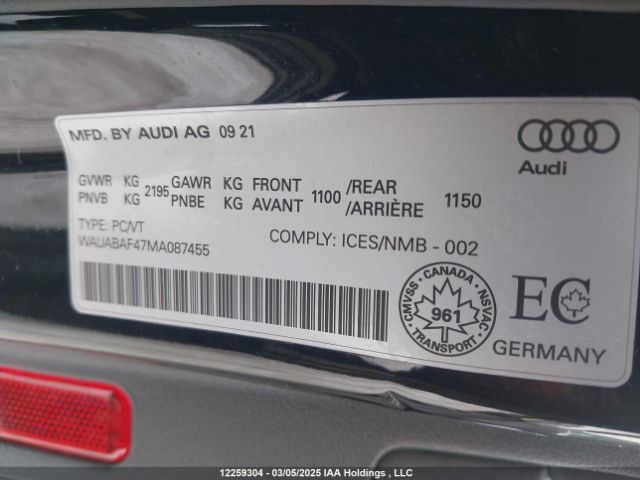 MFD. BY AUDI AG 09 21
Audi
GVWR KG 2195 GAWR KG FRONT 1100 /REAR 1150
PNVB KG PNBE KG AVANT /ARRIÈRE
TYPE: PC/VT
WAUABAF47MA087455
COMPLY: ICES/NMB - 002
CANADA
CMVSS NSVAC
961
TRANSPORT
EC
GERMANY
12259304 - 03/05/2025 IAA Holdings , LLC